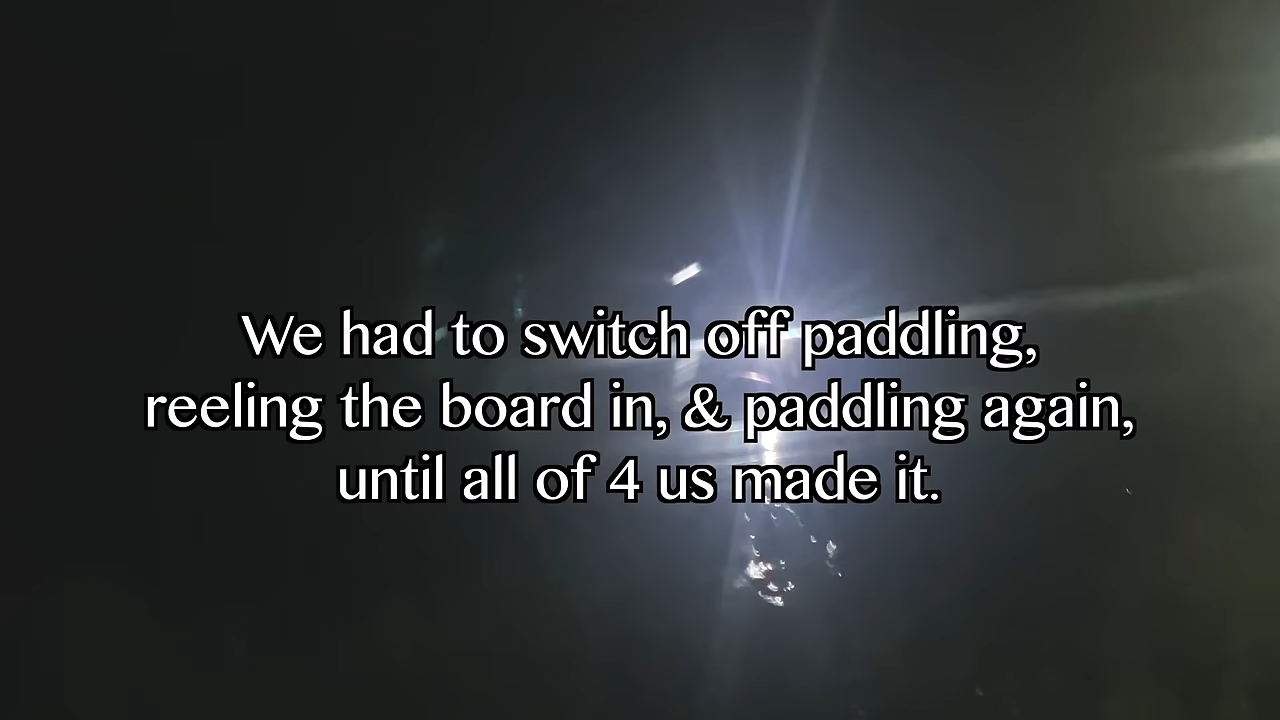 We had to switch off paddling,
reeling the board in, & paddling again,
until all of 4 us made it.